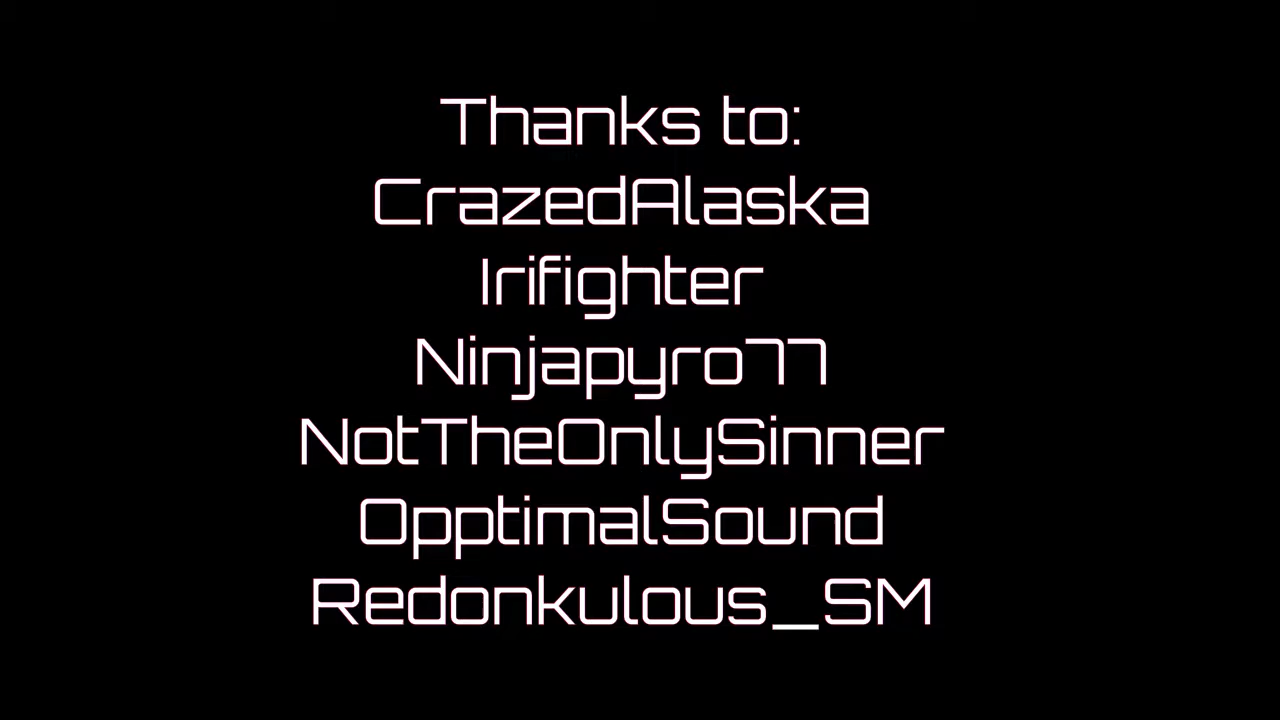 Thanks to:
CrazedAlaska
Irifighter
Ninjapyro77
NotTheOnlySinner
OpptimalSound
Redonkulous_SM